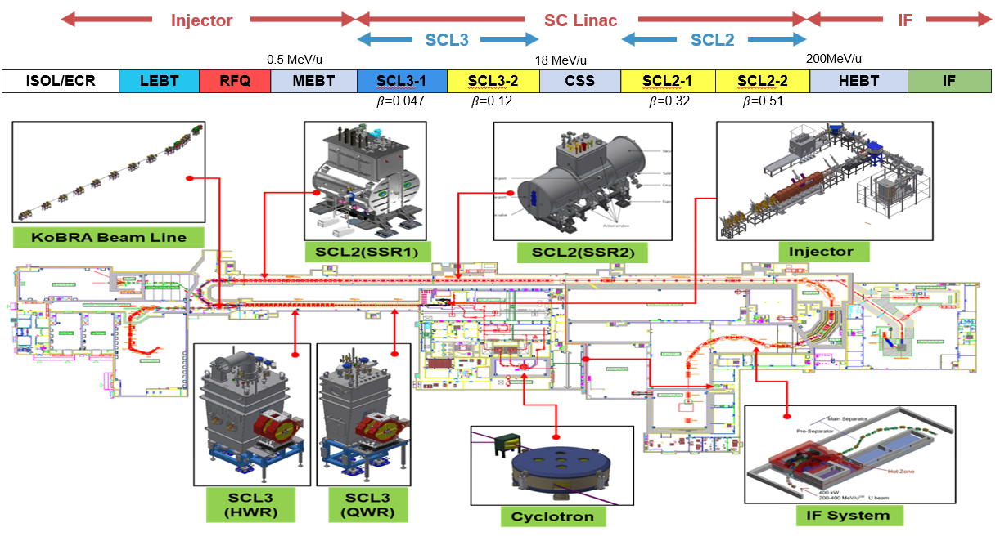 Injector
SC Linac
IF
SCL3
SCL2
0.5 MeV/u
18 MeV/u
200MeV/u
ISOL/ECR
LEBT
RFQ
MEBT
SCL3-1
SCL3-2
CSS
SCL2-1
SCL2-2
HEBT
IF
β=0.047
β=0.12
β=0.32
β=0.51
KoBRA Beam Line
SCL2(SSR1)
Action window
SCL2(SSR2)
Injector
SCL3
(HWR)
SCL3
(QWR)
Cyclotron
Main Separator
Pre-Separator
Hot Zone
400 kW
200-400 MeV/u U beam
IF System